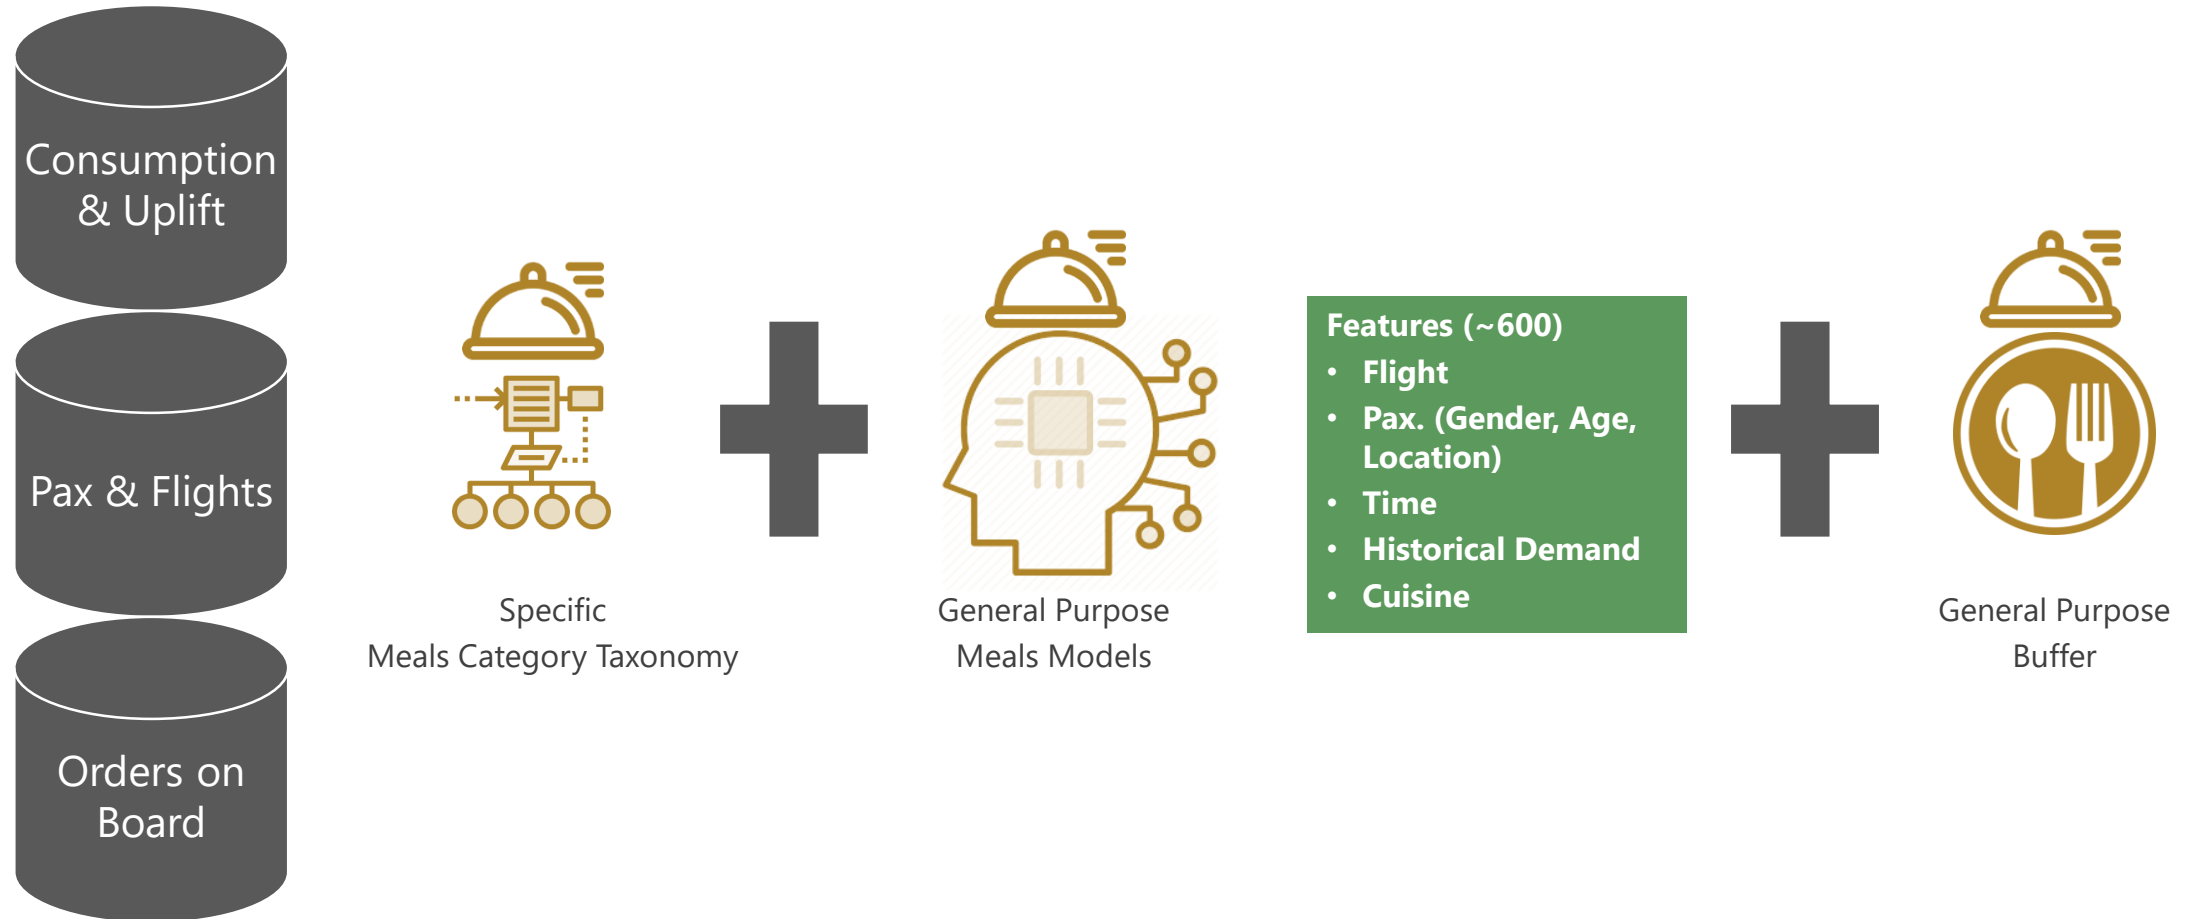 Consumption
& Uplift
Pax & Flights
Orders on
Board
Specific
Meals Category Taxonomy
General Purpose
Meals Models
Features (~600)
• Flight
• Pax. (Gender, Age,
Location)
• Time
• Historical Demand
• Cuisine
General Purpose
Buffer